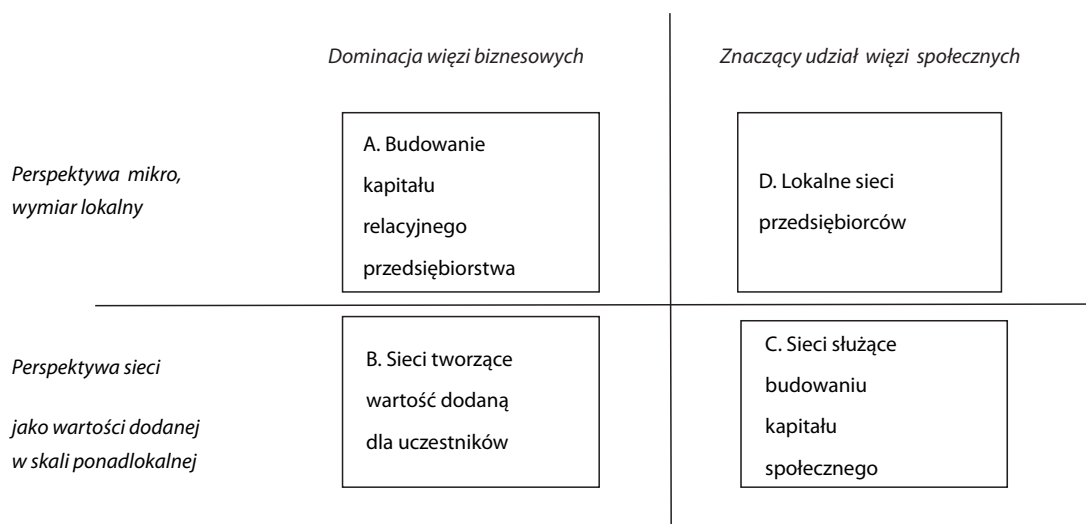 Dominacja więzi biznesowych
Znaczący udział więzi społecznych
Perspektywa mikro,
wymiar lokalny
A. Budowanie
kapitału
relacyjnego
przedsiębiorstwa
D. Lokalne sieci
przedsiębiorców
Perspektywa sieci
jako wartości dodanej
w skali ponadlokalnej
B. Sieci tworzące
wartość dodaną
dla uczestników
C. Sieci służące
budowaniu
kapitału
społecznego